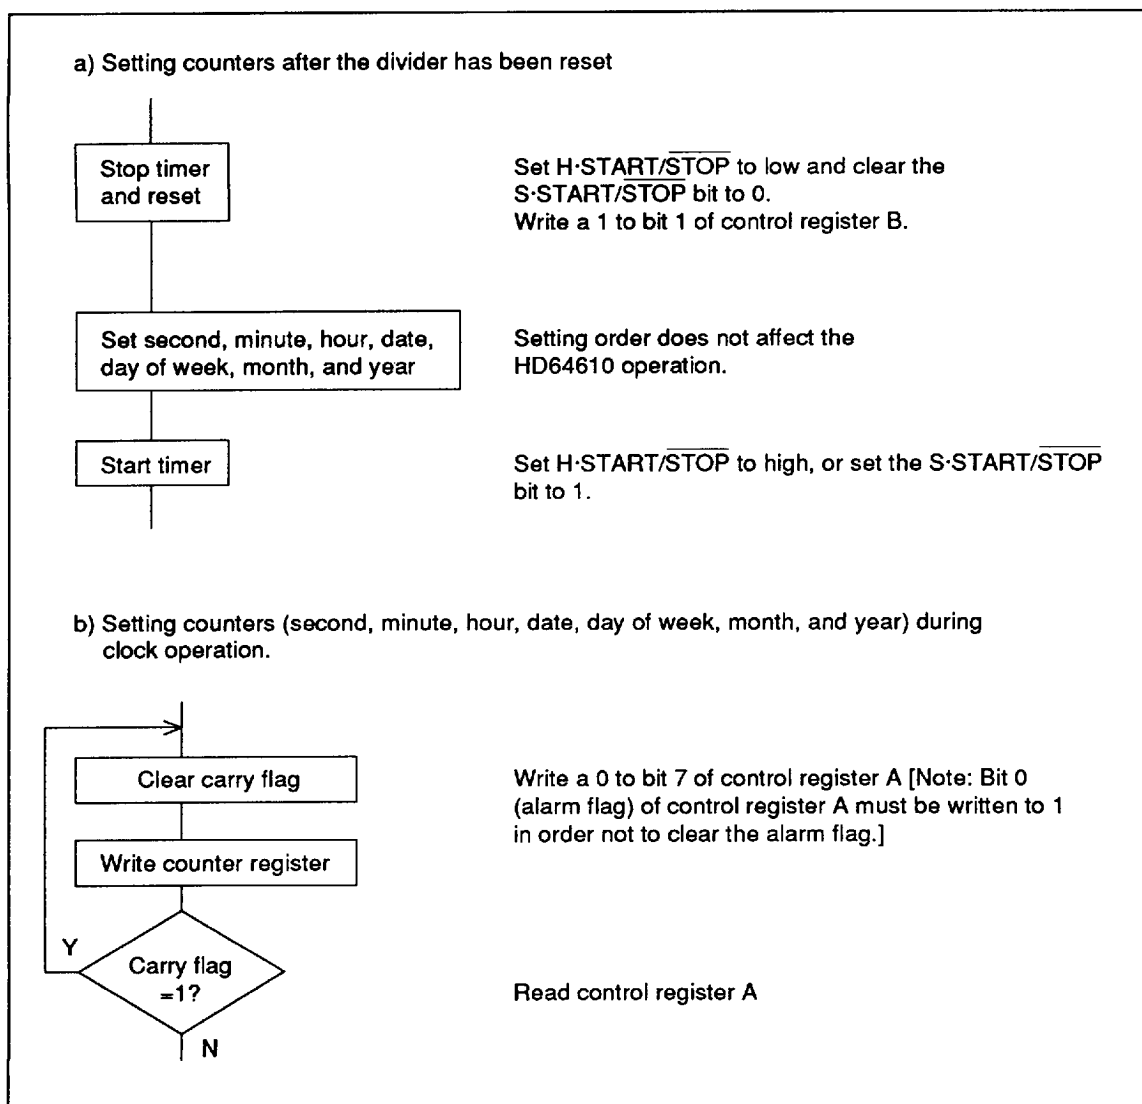 a) Setting counters after the divider has been reset
Stop timer
and reset
Set H·START/STOP to low and clear the
S·START/STOP bit to 0.
Write a 1 to bit 1 of control register B.
Set second, minute, hour, date,
day of week, month, and year
Setting order does not affect the
HD64610 operation.
Start timer
Set H·START/STOP to high, or set the S·START/STOP
bit to 1.
b) Setting counters (second, minute, hour, date, day of week, month, and year) during
clock operation.
Clear carry flag
Write a 0 to bit 7 of control register A [Note: Bit 0
(alarm flag) of control register A must be written to 1
in order not to clear the alarm flag.]
Write counter register
Y
Carry flag
=1?
Read control register A
N